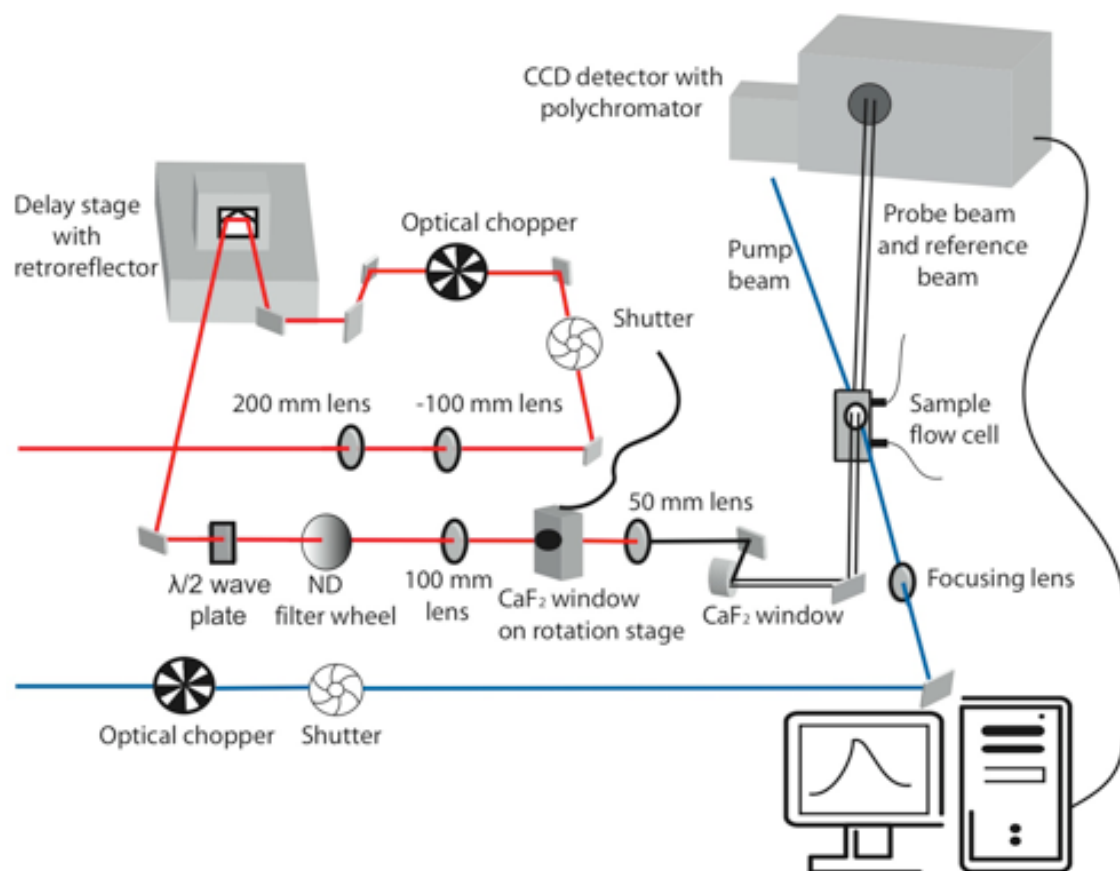 CCD detector with
polychromator
Delay stage
with
retroreflector
Optical chopper
Pump
beam
Probe beam
and reference
beam
Shutter
200 mm lens
-100 mm lens
Sample
flow cell
50 mm lens
λ/2 wave
plate
ND
filter wheel
100 mm
lens
CaF₂ window
on rotation stage
CaF₂ window
Focusing lens
Optical chopper
Shutter